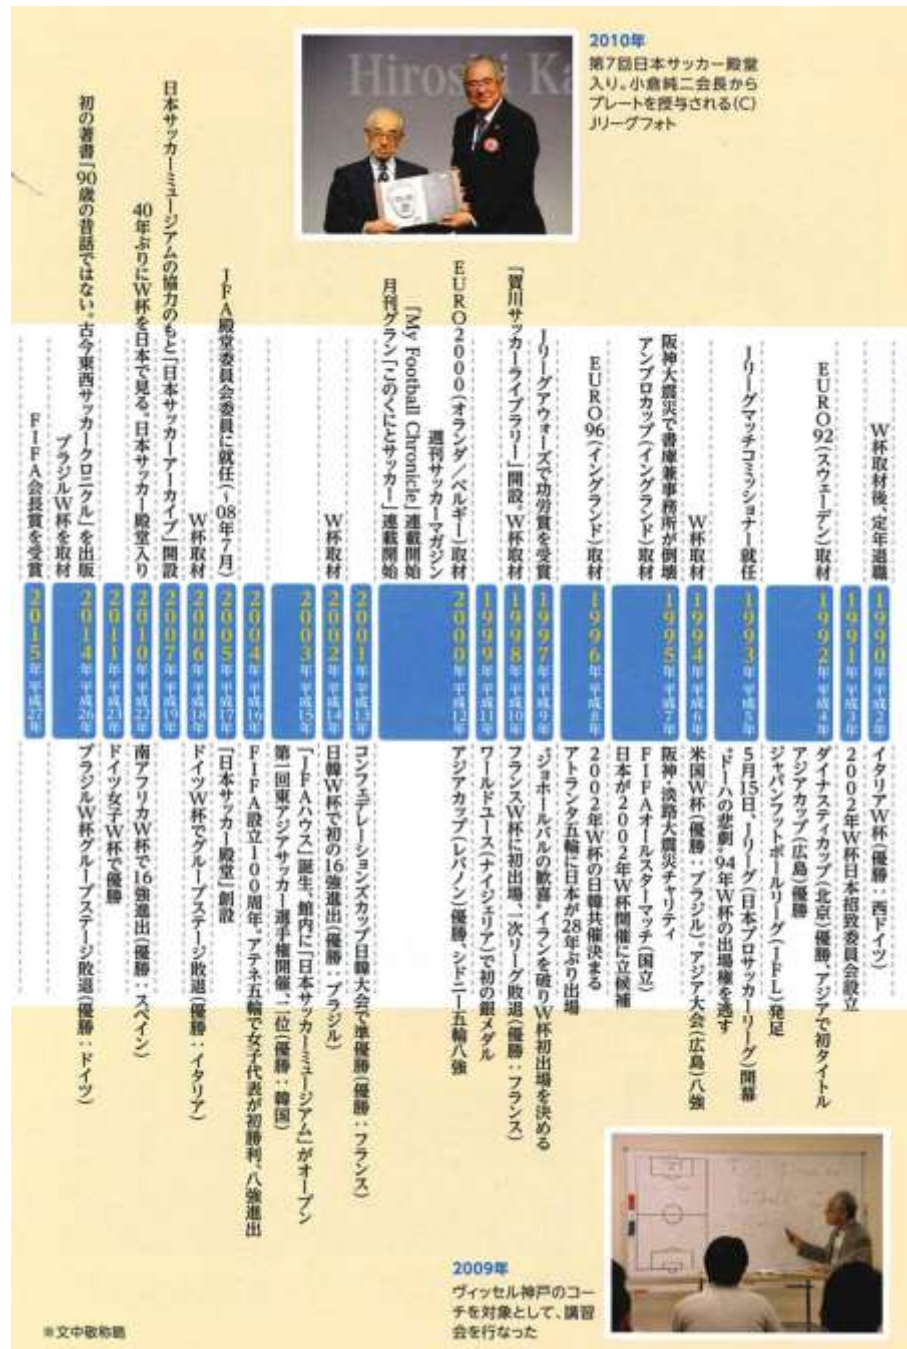 2010年
第7回日本サッカー殿堂
入り。小倉純二会長から
プレートを授与される(C)
Jリーグフォト
Hiroshi Ka
W杯取材後、定年退職
1990年 平成2年
イタリアW杯(優勝:西ドイツ)
1991年 平成3年
2002年W杯日本招致委員会設立
EURO92(スウェーデン)取材
1992年 平成4年
ダイナスティカップ(北京)優勝、アジアで初タイトル
アジアカップ(広島)優勝
ジャパンフットボールリーグ(JFL)発足
Jリーグマッチコミッショナー就任
1993年 平成5年
5月15日、Jリーグ(日本プロサッカーリーグ)開幕
"ドーハの悲劇"94年W杯の出場権を逃す
W杯取材
1994年 平成6年
米国W杯(優勝:ブラジル)。アジア大会(広島)八強
阪神大震災で書庫兼事務所が倒壊
アンブロカップ(イングランド)取材
1995年 平成7年
阪神・淡路大震災チャリティ
FIFAオールスターマッチ(国立)
日本が2002年W杯開催に立候補
EURO96(イングランド)取材
1996年 平成8年
2002年W杯の日韓共催決まる
アトランタ五輪に日本が28年ぶり出場
Jリーグアウォーズで功労賞を受賞
1997年 平成9年
"ジョホールバルの歓喜"イランを破りW杯初出場を決める
「賀川サッカーライブラリー」開設。W杯取材
1998年 平成10年
フランスW杯に初出場、一次リーグ敗退(優勝:フランス)
1999年 平成11年
ワールドユース(ナイジェリア)で初の銀メダル
EURO2000(オランダ/ベルギー)取材
週刊サッカーマガジン
「My Football Chronicle」連載開始
月刊グラン「このくにとサッカー」連載開始
2000年 平成12年
アジアカップ(レバノン)優勝、シドニー五輪八強
2001年 平成13年
コンフェデレーションズカップ日韓大会で準優勝(優勝:フランス)
W杯取材
2002年 平成14年
日韓W杯で初の16強進出(優勝:ブラジル)
2003年 平成15年
「JFAハウス」誕生、館内に「日本サッカーミュージアム」がオープン
第一回東アジアサッカー選手権開催、二位(優勝:韓国)
2004年 平成16年
FIFA設立100周年。アテネ五輪で女子代表が初勝利、八強進出
JFA殿堂委員会委員に就任(~08年7月)
2005年 平成17年
「日本サッカー殿堂」創設
W杯取材
2006年 平成18年
ドイツW杯でグループステージ敗退(優勝:イタリア)
日本サッカーミュージアムの協力のもと「日本サッカーアーカイブ」開設
2007年 平成19年
40年ぶりにW杯を日本で見る。日本サッカー殿堂入り
2010年 平成22年
南アフリカW杯で16強進出(優勝:スペイン)
2011年 平成23年
ドイツ女子W杯で優勝
初の著書「90歳の昔話ではない。古今東西サッカークロニクル」を出版
ブラジルW杯を取材
2014年 平成26年
ブラジルW杯グループステージ敗退(優勝:ドイツ)
FIFA会長賞を受賞
2015年 平成27年
2009年
ヴィッセル神戸のコー
チを対象として、講習
会を行なった
※文中敬称略